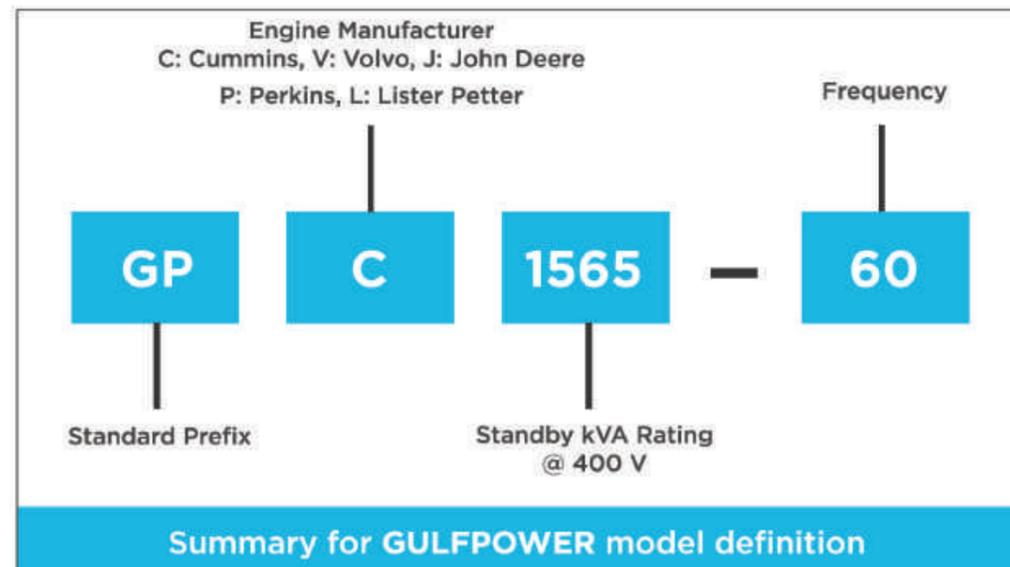 Engine Manufacturer
C: Cummins, V: Volvo, J: John Deere
P: Perkins, L: Lister Petter
Frequency
GP C 1565 – 60
Standard Prefix
Standby kVA Rating
@ 400 V
Summary for GULFPOWER model definition